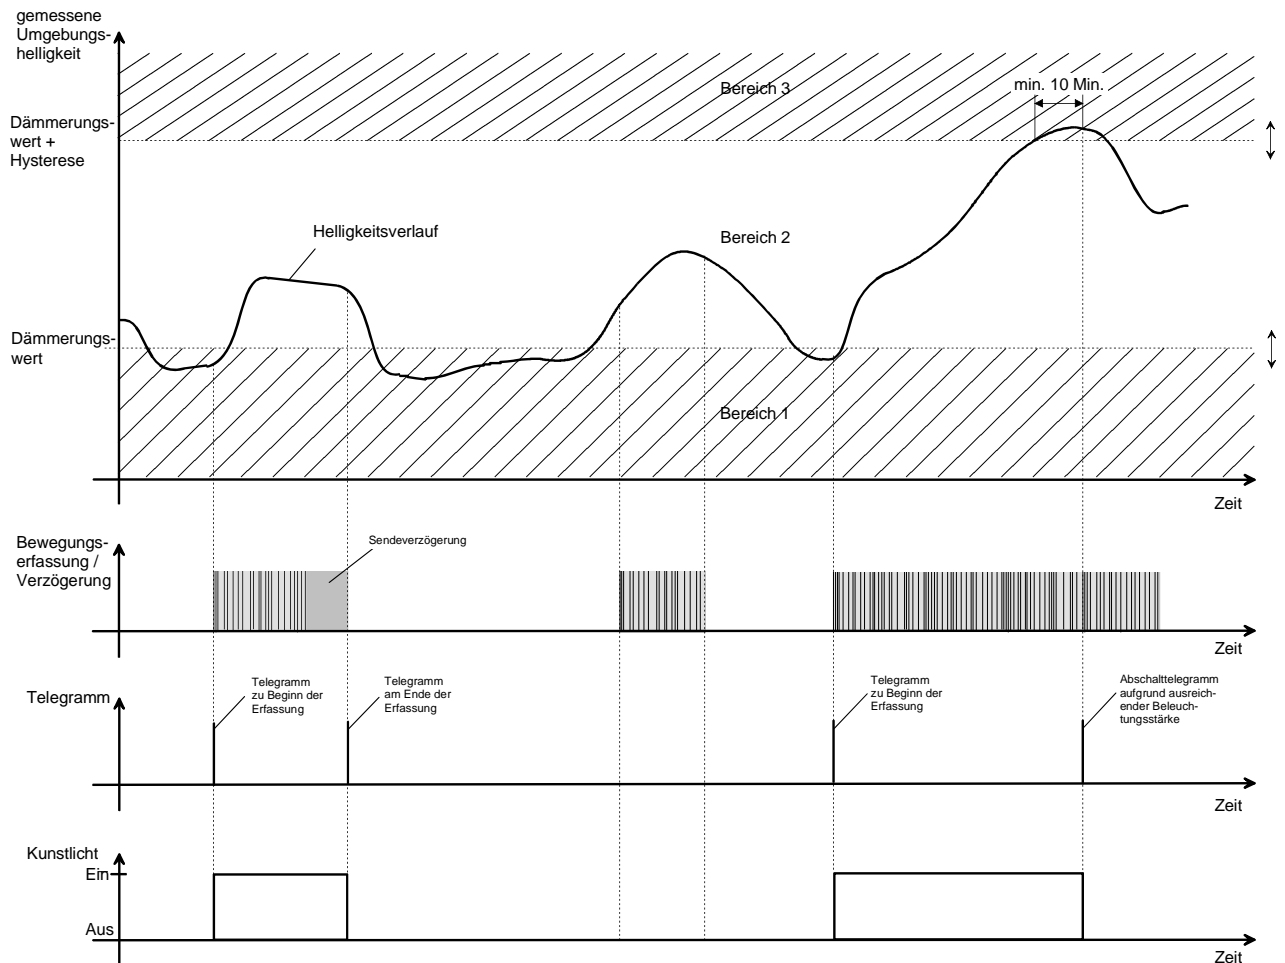 gemessene
Umgebungs-
helligkeit
Bereich 3
min. 10 Min.
Dämmerungs-
wert +
Hysterese
Helligkeitsverlauf
Bereich 2
Dämmerungs-
wert
Bereich 1
Zeit
Bewegungs-
erfassung /
Verzögerung
Sendeverzögerung
Zeit
Telegramm
Telegramm
zu Beginn der
Erfassung
Telegramm
am Ende der
Erfassung
Telegramm
zu Beginn der
Erfassung
Abschalttelegramm
aufgrund ausreich-
ender Beleuch-
tungsstärke
Zeit
Kunstlicht
Ein
Aus
Zeit